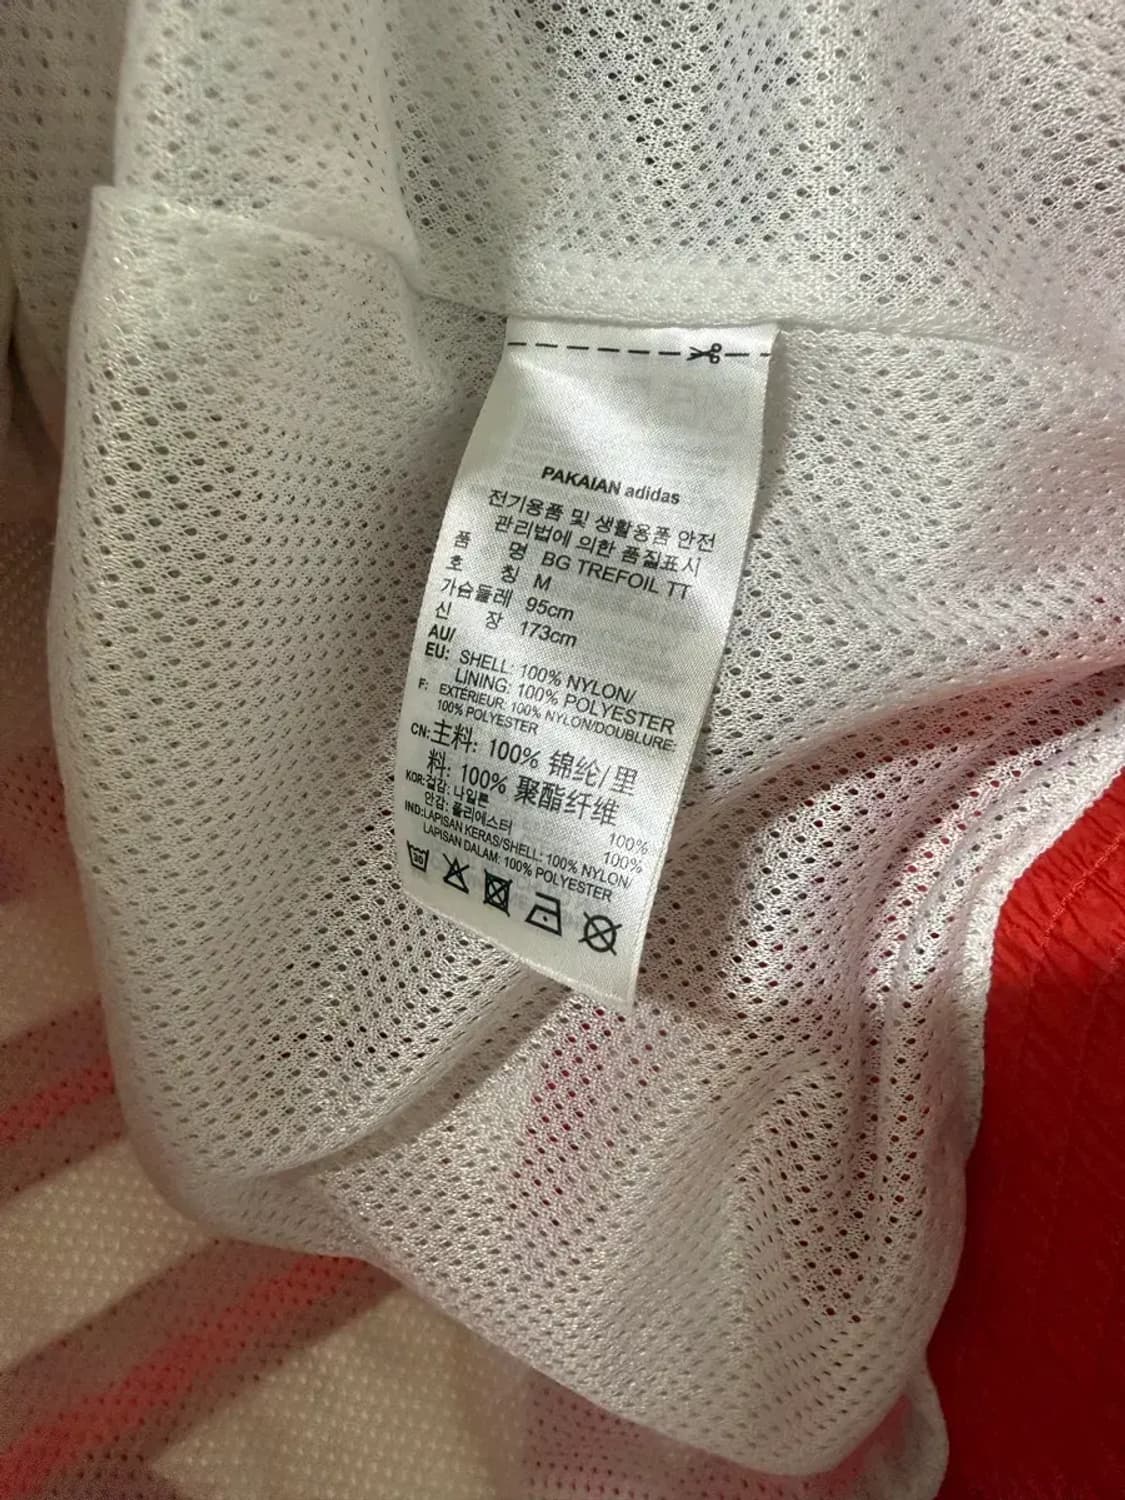 PAKAIAN adidas
전기용품 및 생활용품 안전
관리법에 의한 품질표시
품 명 BG TREFOIL TT
호 칭 M
가슴둘레 95cm
신 장 173cm
AU/
EU: SHELL: 100% NYLON/
LINING: 100% POLYESTER
F: EXTÉRIEUR: 100% NYLON/DOUBLURE:
100% POLYESTER
CN:主料: 100% 锦纶/里
料: 100% 聚酯纤维
KOR:겉감: 나일론 100%
안감: 폴리에스터 100%
IND:LAPISAN KERAS/SHELL: 100% NYLON/
LAPISAN DALAM: 100% POLYESTER
30